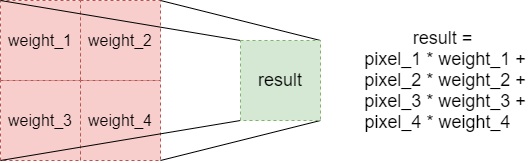 weight_1 weight_2
weight_3 weight_4
result
result =
pixel_1 * weight_1 +
pixel_2 * weight_2 +
pixel_3 * weight_3 +
pixel_4 * weight_4